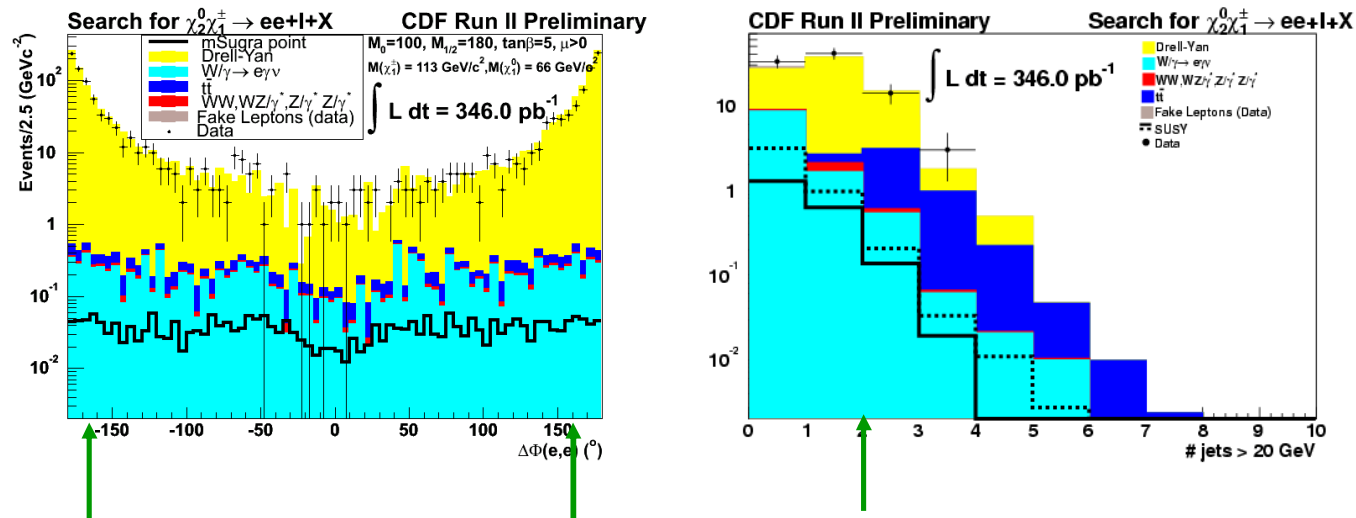 Search for χ₂⁰χ₁± → ee+l+X CDF Run II Preliminary
mSugra point
Drell-Yan
W/γ → eγν
tt̄
WW,WZ/γ*,Z/γ* Z/γ*
Fake Leptons (data)
Data
M₀=100, M₁/₂=180, tanβ=5, μ>0
M(χ₁±) = 113 GeV/c²,M(χ₁⁰) = 66 GeV/c²
∫ L dt = 346.0 pb⁻¹
Events/2.5 (GeVc⁻²)
10²
10
1
10⁻¹
10⁻²
-150 -100 -50 0 50 100 150
ΔΦ(e,e) (°)
CDF Run II Preliminary Search for χ₂⁰χ₁± → ee+l+X
Drell-Yan
W/γ → eγν
WW,WZ/γ*,Z/γ* Z/γ*
tt̄
Fake Leptons (Data)
SUSY
Data
∫ L dt = 346.0 pb⁻¹
10
1
10⁻¹
10⁻²
0 1 2 3 4 5 6 7 8 9 10
# jets > 20 GeV